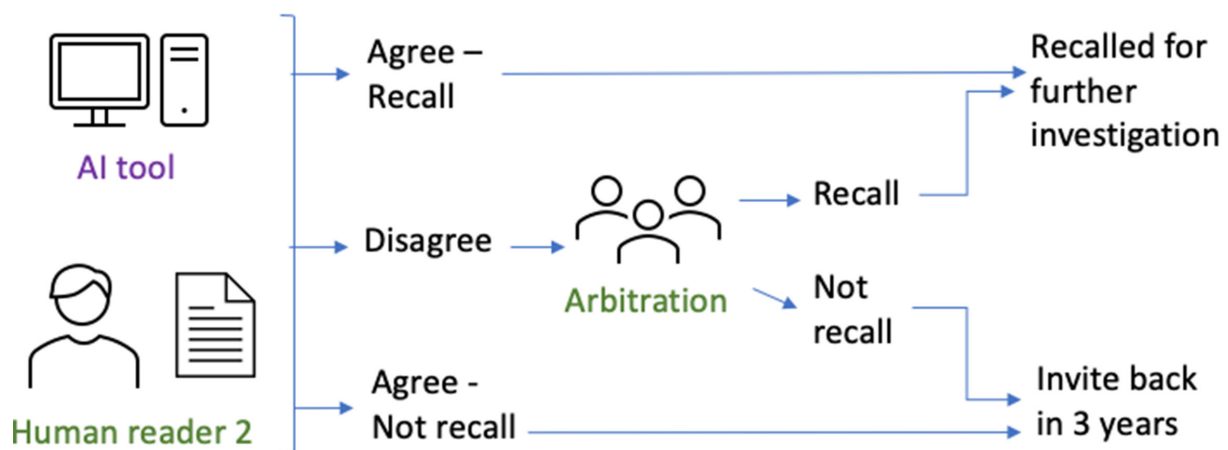 AI tool
Human reader 2
Agree –
Recall
Disagree
Agree -
Not recall
Arbitration
Recall
Not
recall
Recalled for
further
investigation
Invite back
in 3 years